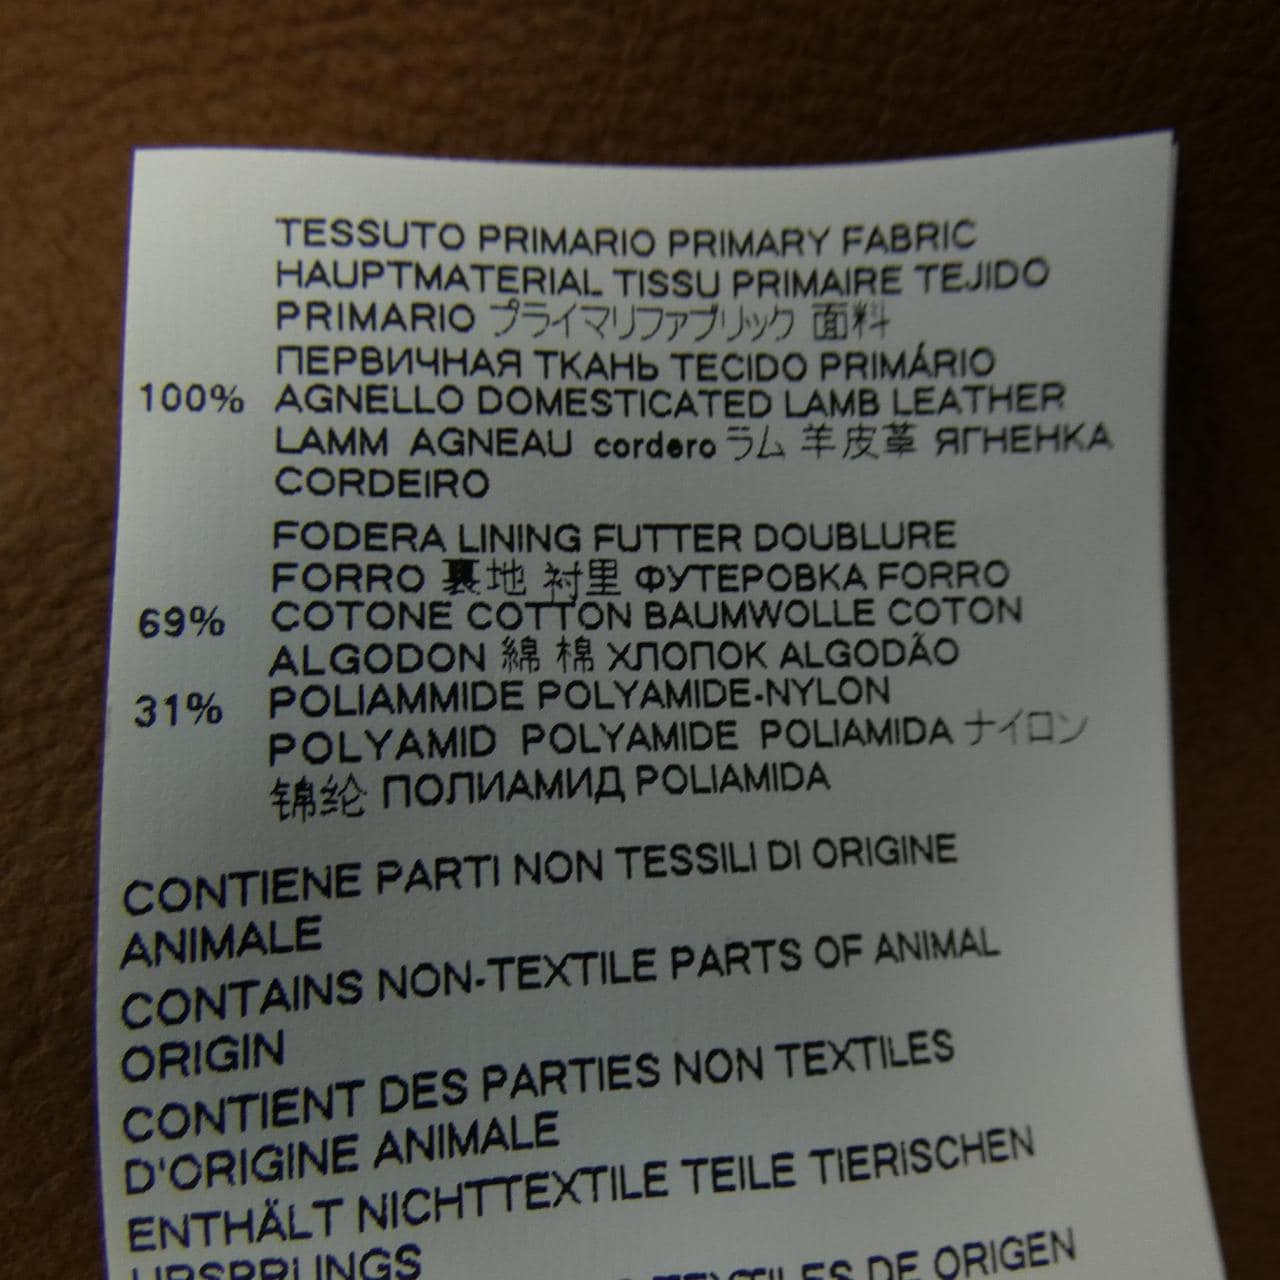 TESSUTO PRIMARIO PRIMARY FABRIC
HAUPTMATERIAL TISSU PRIMAIRE TEJIDO
PRIMARIO プライマリファブリック 面料
ПЕРВИЧНАЯ ТКАНЬ TECIDO PRIMÁRIO
100% AGNELLO DOMESTICATED LAMB LEATHER
LAMM AGNEAU cordero ラム 羊皮革 ЯГНЕНКА
CORDEIRO
FODERA LINING FUTTER DOUBLURE
FORRO 裏地 衬里 ФУТЕРОВКА FORRO
69% COTONE COTTON BAUMWOLLE COTON
ALGODON 綿 棉 ХЛОПОК ALGODÃO
31% POLIAMMIDE POLYAMIDE-NYLON
POLYAMID POLYAMIDE POLIAMIDA ナイロン
锦纶 ПОЛИАМИД POLIAMIDA
CONTIENE PARTI NON TESSILI DI ORIGINE
ANIMALE
CONTAINS NON-TEXTILE PARTS OF ANIMAL
ORIGIN
CONTIENT DES PARTIES NON TEXTILES
D'ORIGINE ANIMALE
ENTHÄLT NICHTTEXTILE TEILE TIERISCHEN
URSPRUNGS
DE ORIGEN